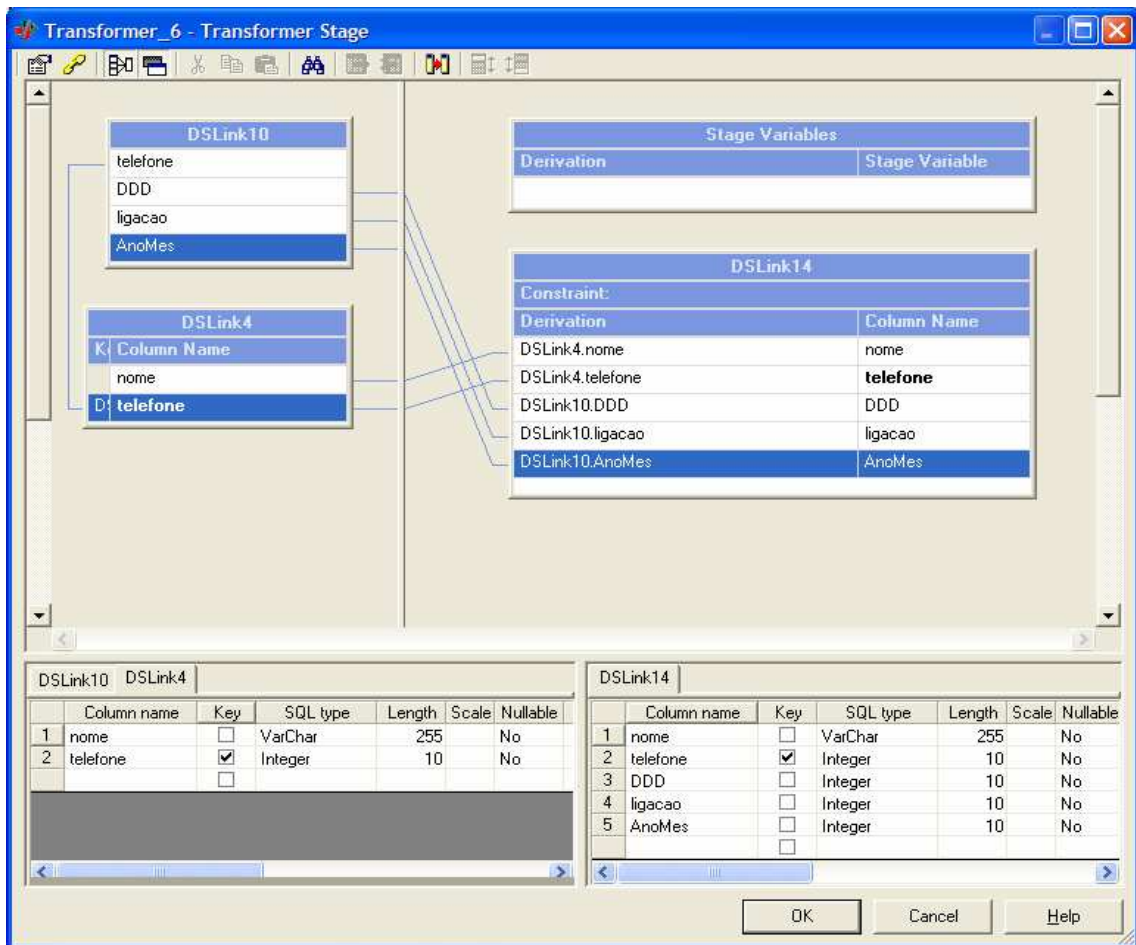 Transformer_6 - Transformer Stage
DSLink10
telefone
DDD
ligacao
AnoMes
DSLink4
Column Name
nome
telefone
Stage Variables
Derivation Stage Variable
DSLink14
Constraint:
Derivation Column Name
DSLink4.nome nome
DSLink4.telefone telefone
DSLink10.DDD DDD
DSLink10.ligacao ligacao
DSLink10.AnoMes AnoMes
DSLink10 DSLink4
Column name Key SQL type Length Scale Nullable
1 nome VarChar 255 No
2 telefone Integer 10 No
DSLink14
Column name Key SQL type Length Scale Nullable
1 nome VarChar 255 No
2 telefone Integer 10 No
3 DDD Integer 10 No
4 ligacao Integer 10 No
5 AnoMes Integer 10 No
OK Cancel Help